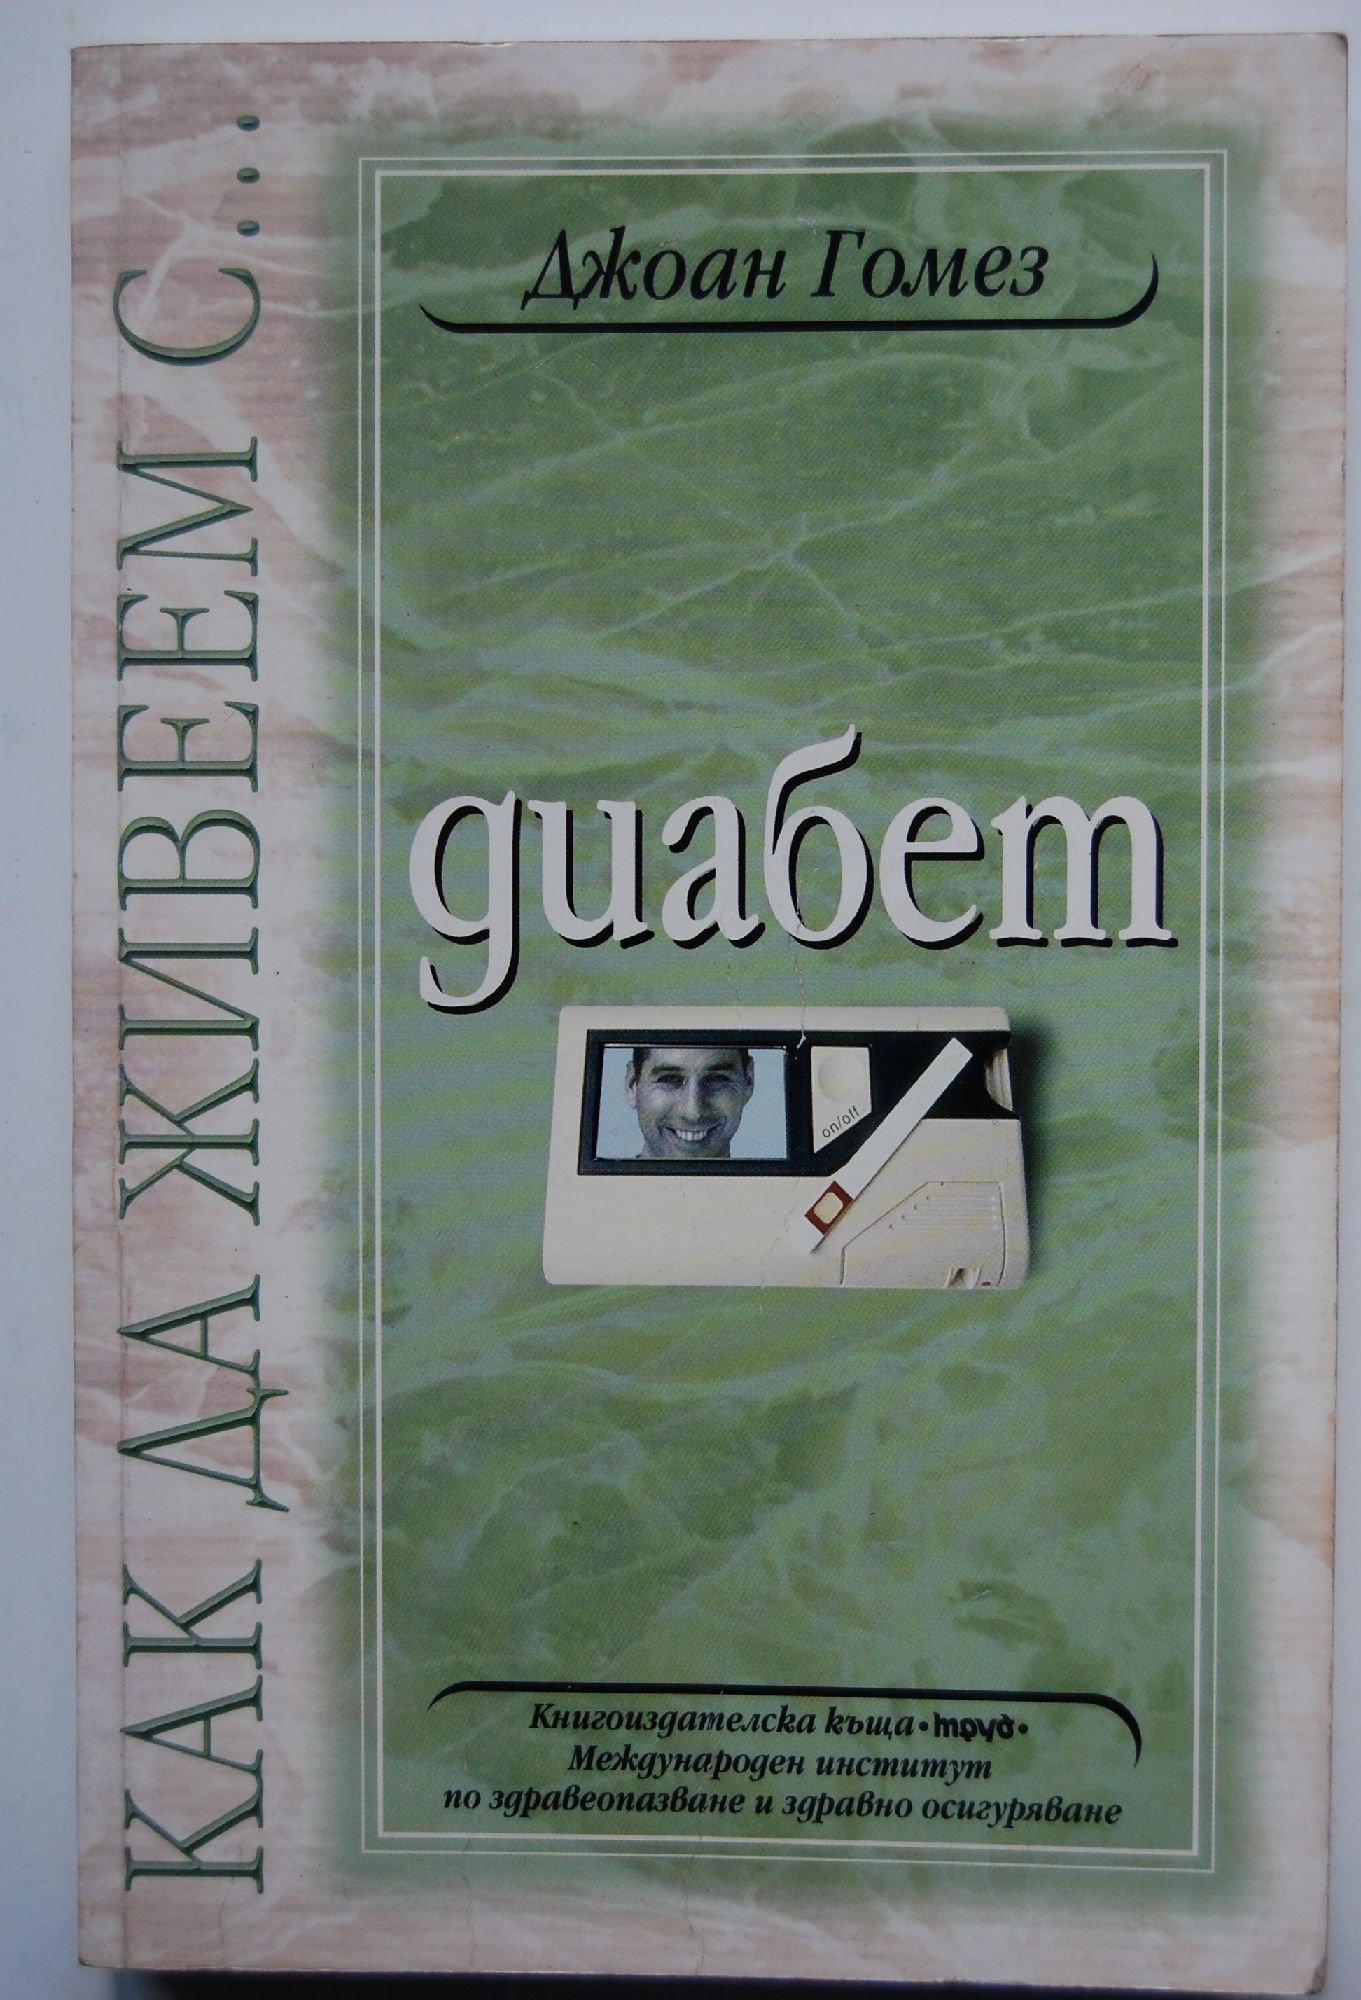 КАК ДА ЖИВЕЕМ С...
Джоан Гомез
диабет
on/off
Книгоиздателска къща • труд •
Международен институт
по здравеопазване и здравно осигуряване